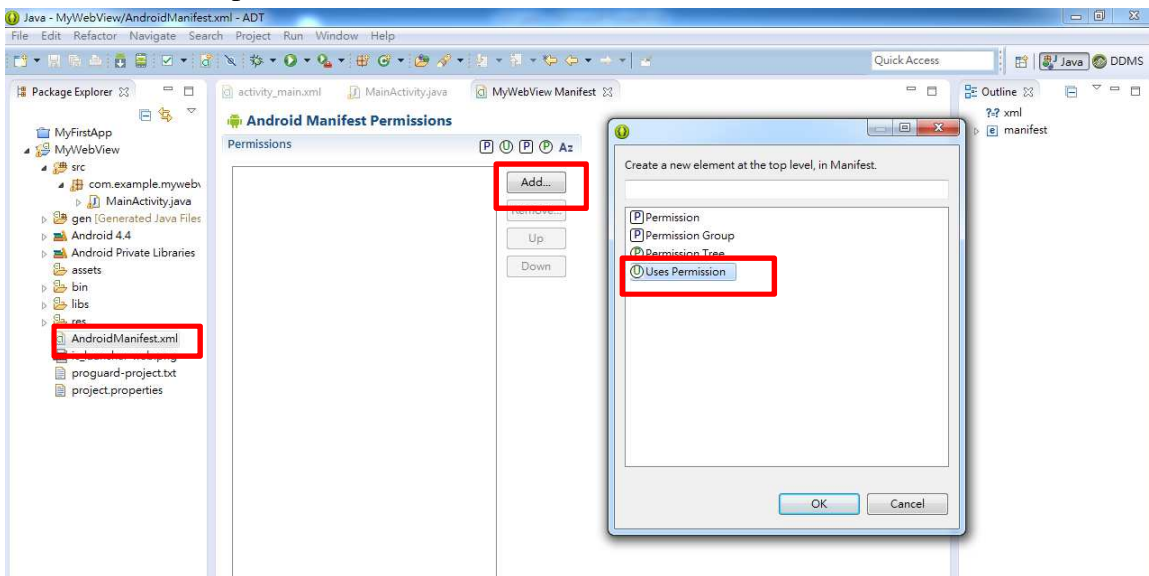 Java - MyWebView/AndroidManifest.xml - ADT
File Edit Refactor Navigate Search Project Run Window Help
Quick Access
Java
DDMS
Package Explorer
activity_main.xml
MainActivity.java
MyWebView Manifest
Outline
MyFirstApp
MyWebView
src
com.example.mywebv
MainActivity.java
gen [Generated Java Files
Android 4.4
Android Private Libraries
assets
bin
libs
res
AndroidManifest.xml
proguard-project.txt
project.properties
Android Manifest Permissions
Permissions
P U P P Az
Add...
Remove...
Up
Down
Create a new element at the top level, in Manifest.
P Permission
P Permission Group
P Permission Tree
U Uses Permission
OK
Cancel
?=? xml
e manifest